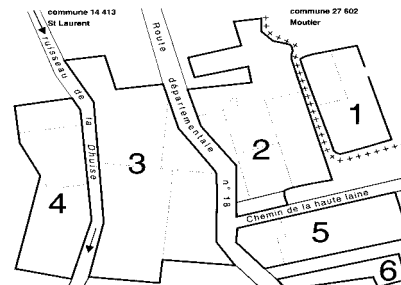 commune 14 413
St Laurent
commune 27 602
Moutier
ruisseau de la Dhuise
Route départementale n° 18
1
2
3
4
Chemin de la haute laine
5
6